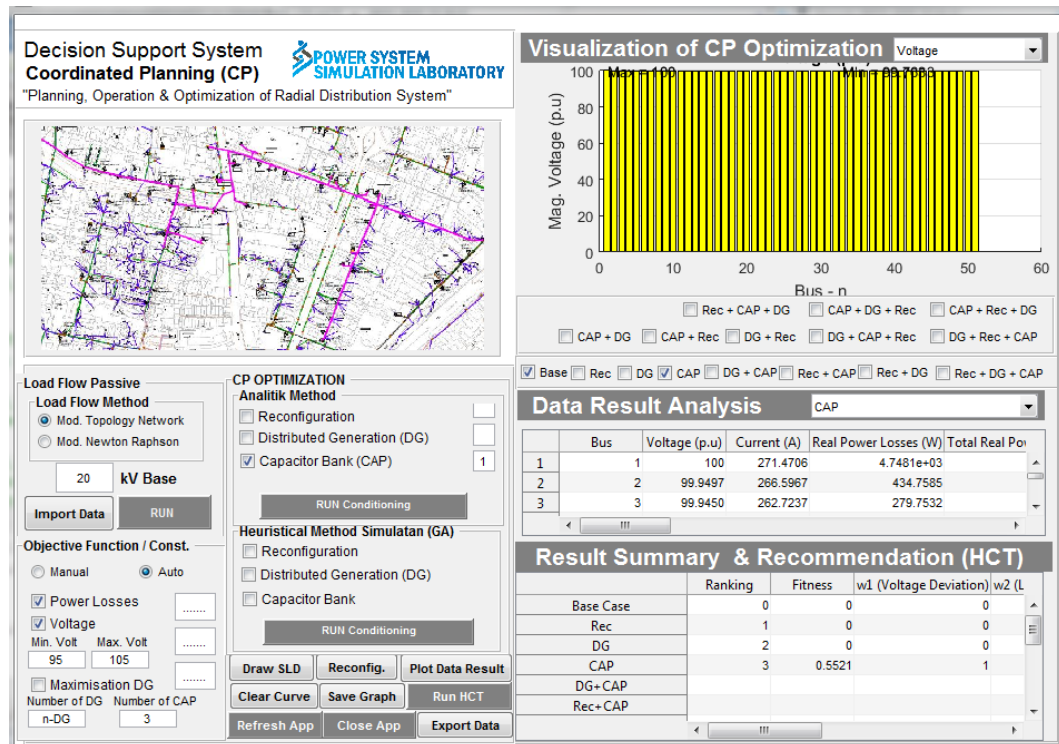 Decision Support System
Coordinated Planning (CP)
POWER SYSTEM
SIMULATION LABORATORY
"Planning, Operation & Optimization of Radial Distribution System"
Load Flow Passive
Load Flow Method
Mod. Topology Network
Mod. Newton Raphson
20 kV Base
Import Data RUN
Objective Function / Const.
Manual Auto
Power Losses .......
Voltage
Min. Volt Max. Volt .......
95 105
Maximisation DG .......
Number of DG Number of CAP
n-DG 3
CP OPTIMIZATION
Analitik Method
Reconfiguration
Distributed Generation (DG)
Capacitor Bank (CAP) 1
RUN Conditioning
Heuristical Method Simulatan (GA)
Reconfiguration
Distributed Generation (DG)
Capacitor Bank
RUN Conditioning
Draw SLD Reconfig. Plot Data Result
Clear Curve Save Graph Run HCT
Refresh App Close App Export Data
Visualization of CP Optimization Voltage
Max = 100
100
80
60
40
20
0
Mag. Voltage (p.u)
0 10 20 30 40 50 60
Bus - n
Rec + CAP + DG CAP + DG + Rec CAP + Rec + DG
CAP + DG CAP + Rec DG + Rec DG + CAP + Rec DG + Rec + CAP
Base Rec DG CAP DG + CAP Rec + CAP Rec + DG Rec + DG + CAP
Data Result Analysis CAP
Bus Voltage (p.u) Current (A) Real Power Losses (W) Total Real Pov
1 1 100 271.4706 4.7481e+03
2 2 99.9497 266.5967 434.7585
3 3 99.9450 262.7237 279.7532
Result Summary & Recommendation (HCT)
Ranking Fitness w1 (Voltage Deviation) w2 (L
Base Case 0 0 0
Rec 1 0 0
DG 2 0 0
CAP 3 0.5521 1
DG+CAP
Rec+CAP